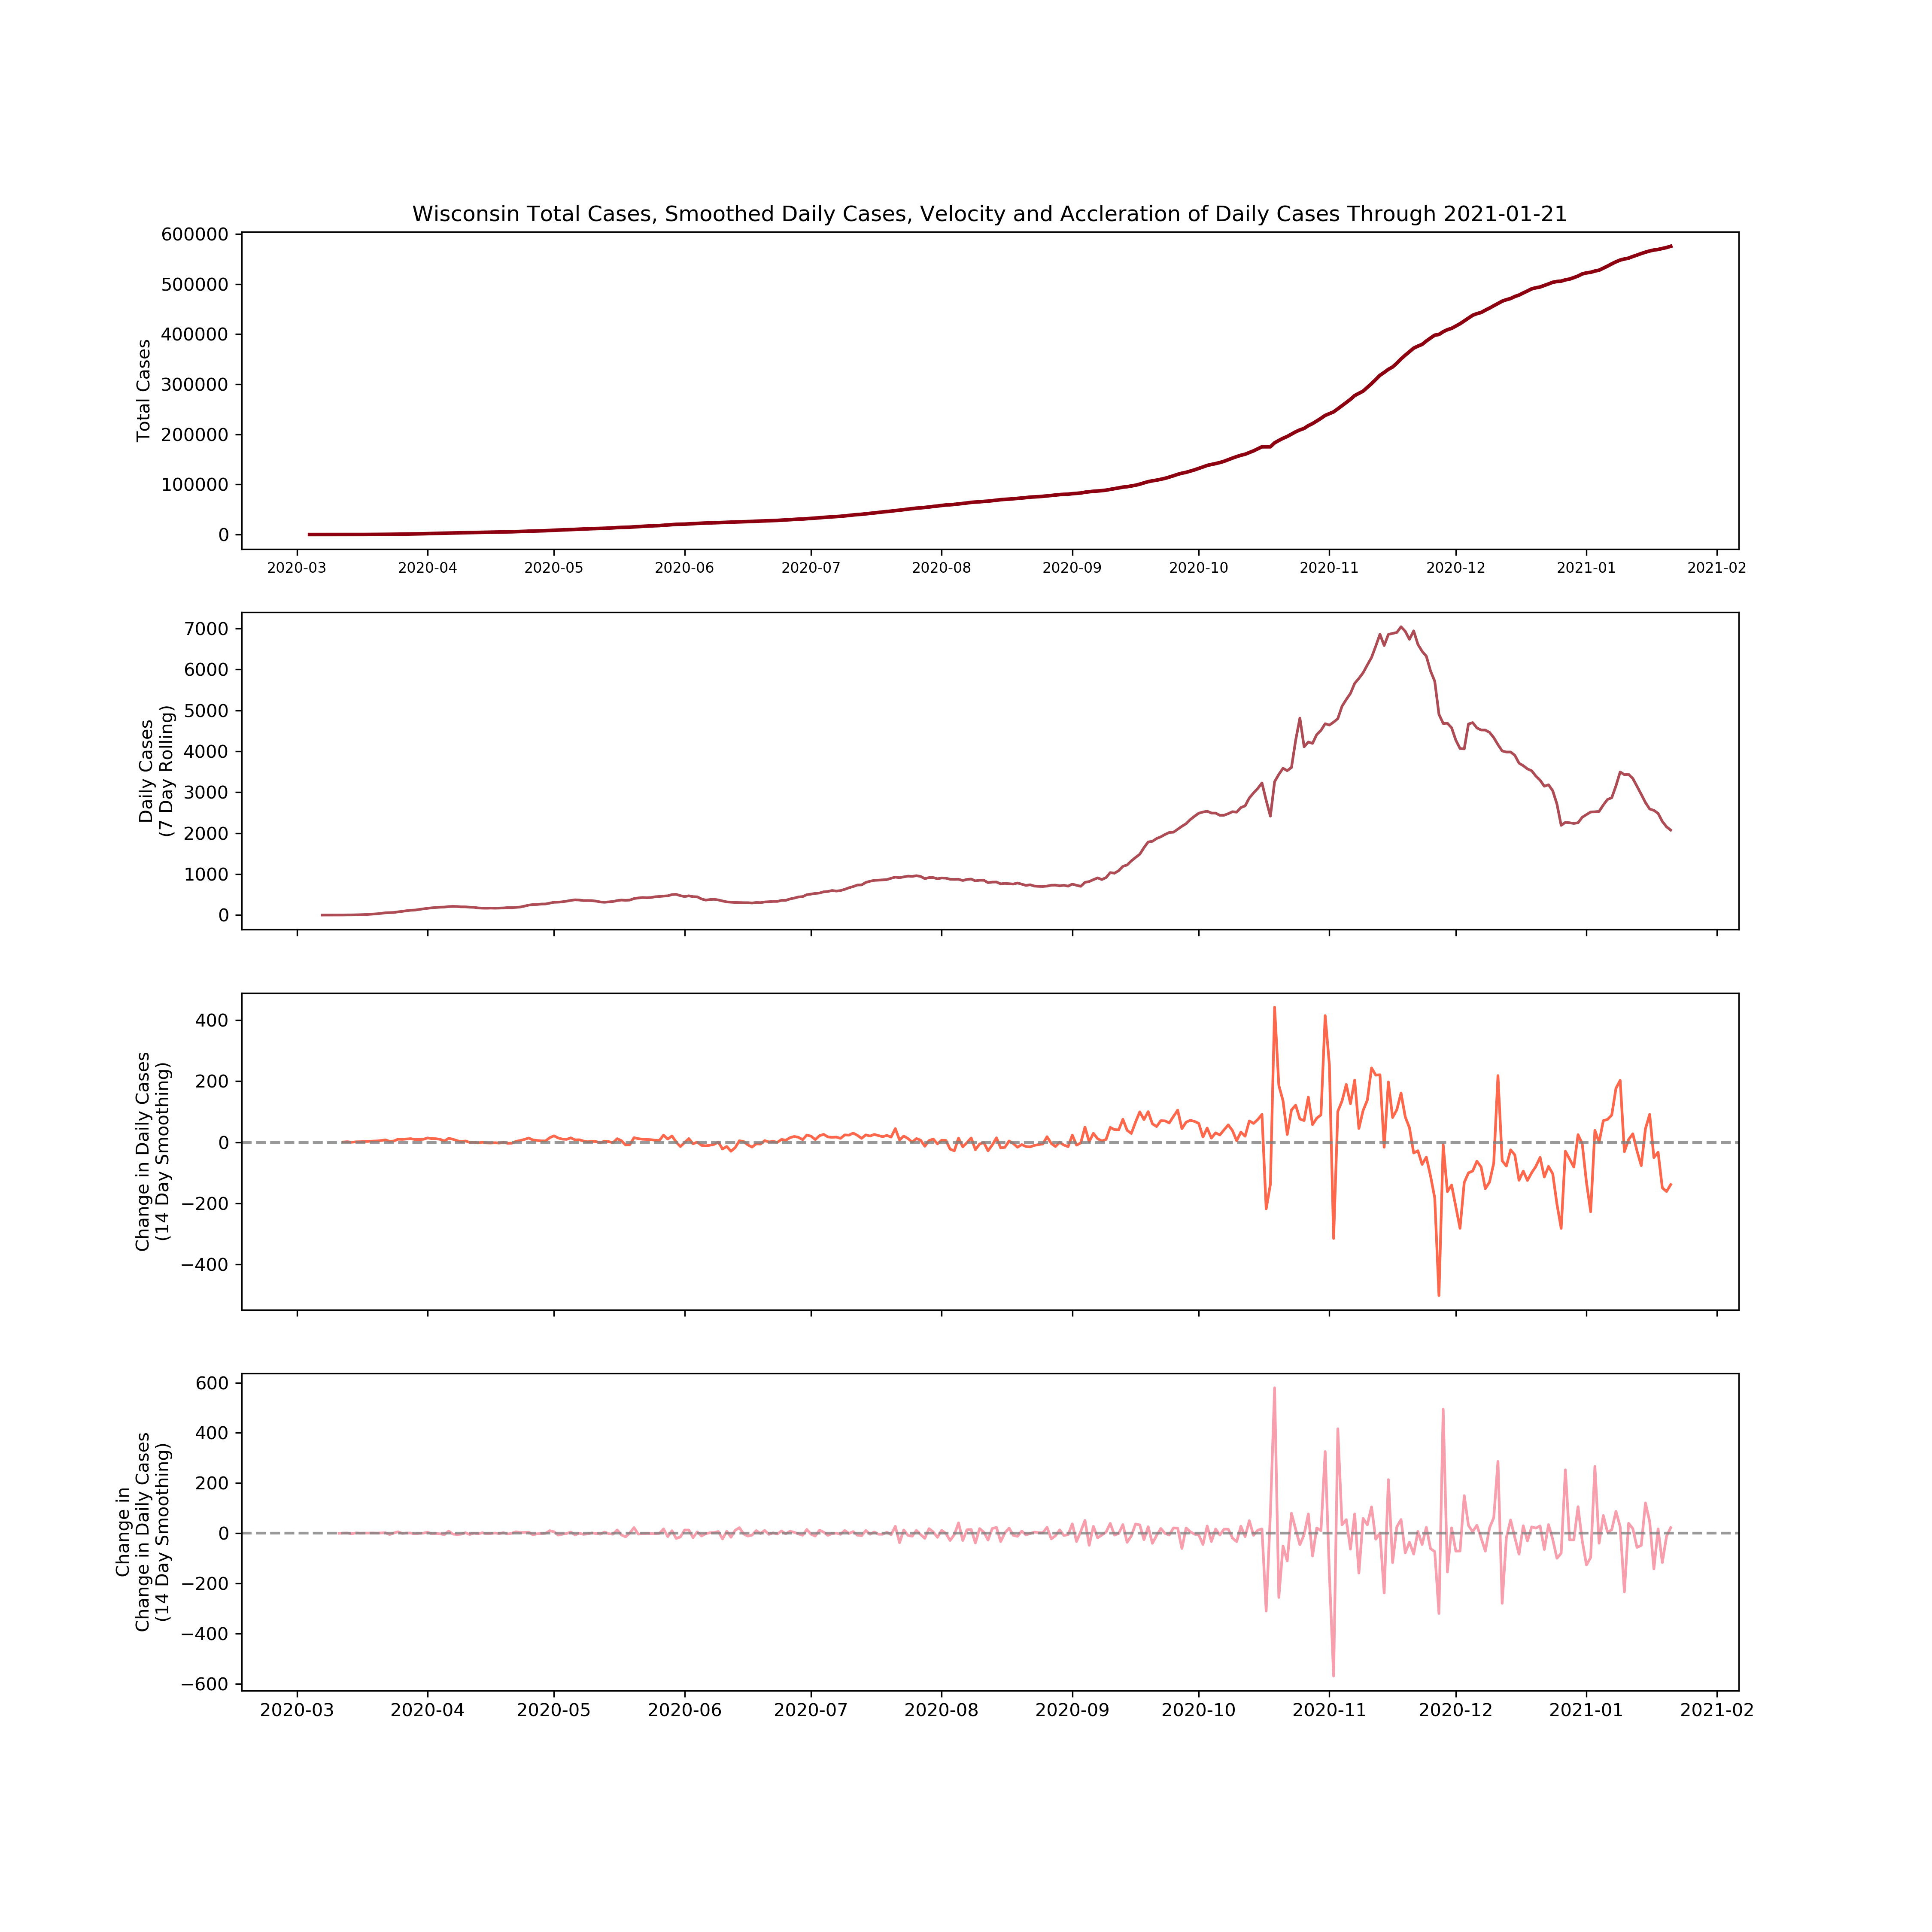 Wisconsin Total Cases, Smoothed Daily Cases, Velocity and Accleration of Daily Cases Through 2021-01-21
Total Cases
600000
500000
400000
300000
200000
100000
0
2020-03 2020-04 2020-05 2020-06 2020-07 2020-08 2020-09 2020-10 2020-11 2020-12 2021-01 2021-02
Daily Cases
(7 Day Rolling)
7000
6000
5000
4000
3000
2000
1000
0
Change in Daily Cases
(14 Day Smoothing)
400
200
0
−200
−400
Change in
Change in Daily Cases
(14 Day Smoothing)
600
400
200
0
−200
−400
−600
2020-03 2020-04 2020-05 2020-06 2020-07 2020-08 2020-09 2020-10 2020-11 2020-12 2021-01 2021-02